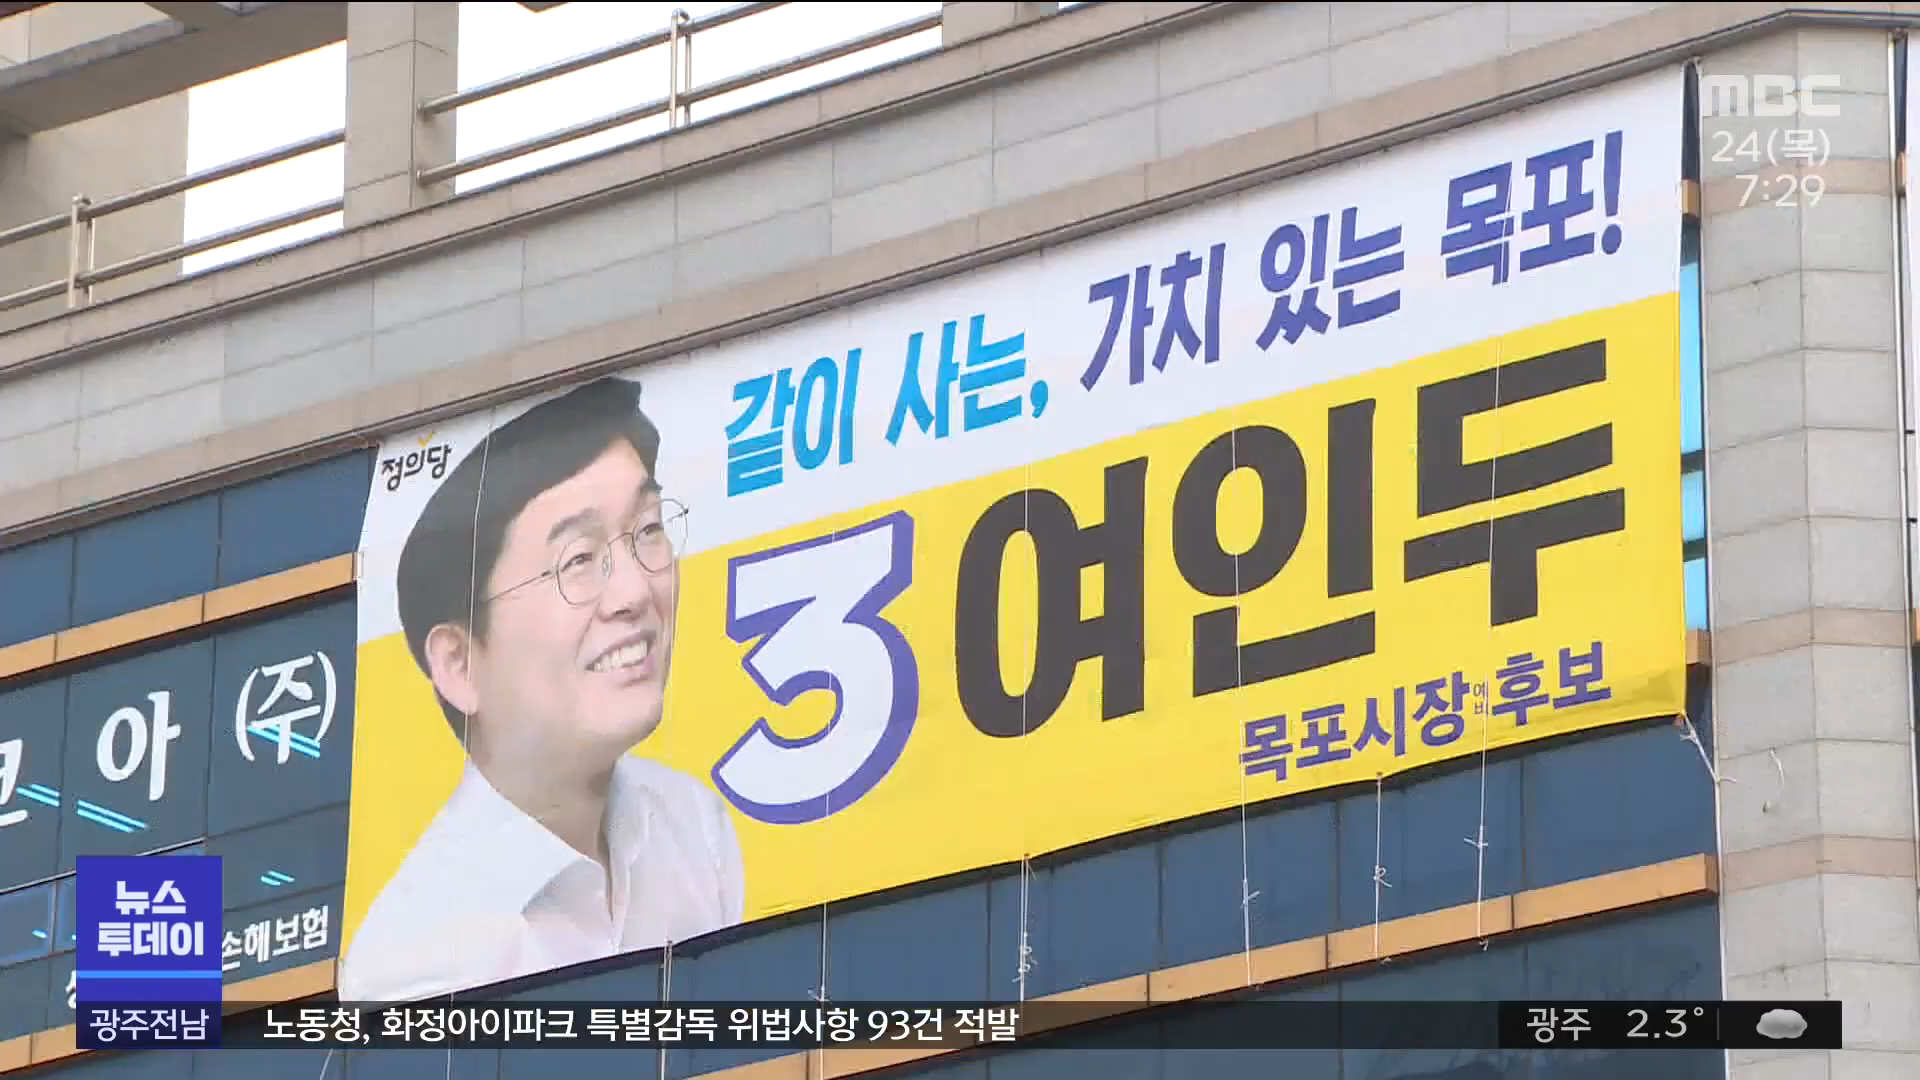 MBC
24(목)
7:29
같이 사는, 가치 있는 목포!
정의당
3 여인두
목포시장 예비 후보
아 (주)
손해보험
뉴스
투데이
광주전남
노동청, 화정아이파크 특별감독 위법사항 93건 적발
광주 2.3°